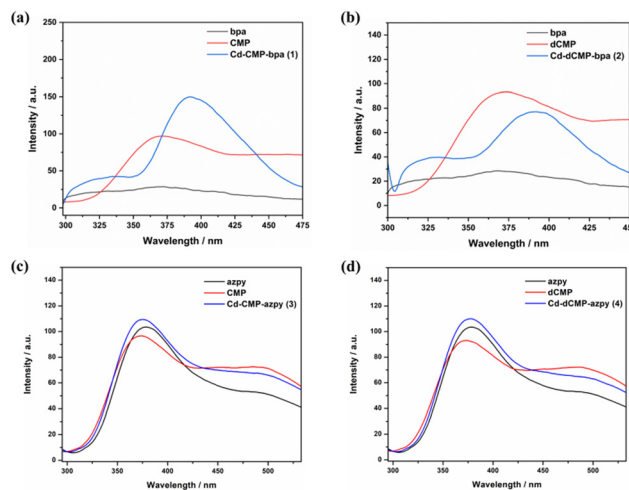 (a)
bpa
CMP
Cd-CMP-bpa (1)
250
200
150
100
50
0
300 325 350 375 400 425 450 475
Intensity / a.u.
Wavelength / nm
(b)
bpa
dCMP
Cd-dCMP-bpa (2)
140
120
100
80
60
40
20
0
300 325 350 375 400 425 450
Intensity / a.u.
Wavelength / nm
(c)
azpy
CMP
Cd-CMP-azpy (3)
140
120
100
80
60
40
20
0
300 350 400 450 500
Intensity / a.u.
Wavelength / nm
(d)
azpy
dCMP
Cd-dCMP-azpy (4)
140
120
100
80
60
40
20
0
300 350 400 450 500
Intensity / a.u.
Wavelength / nm